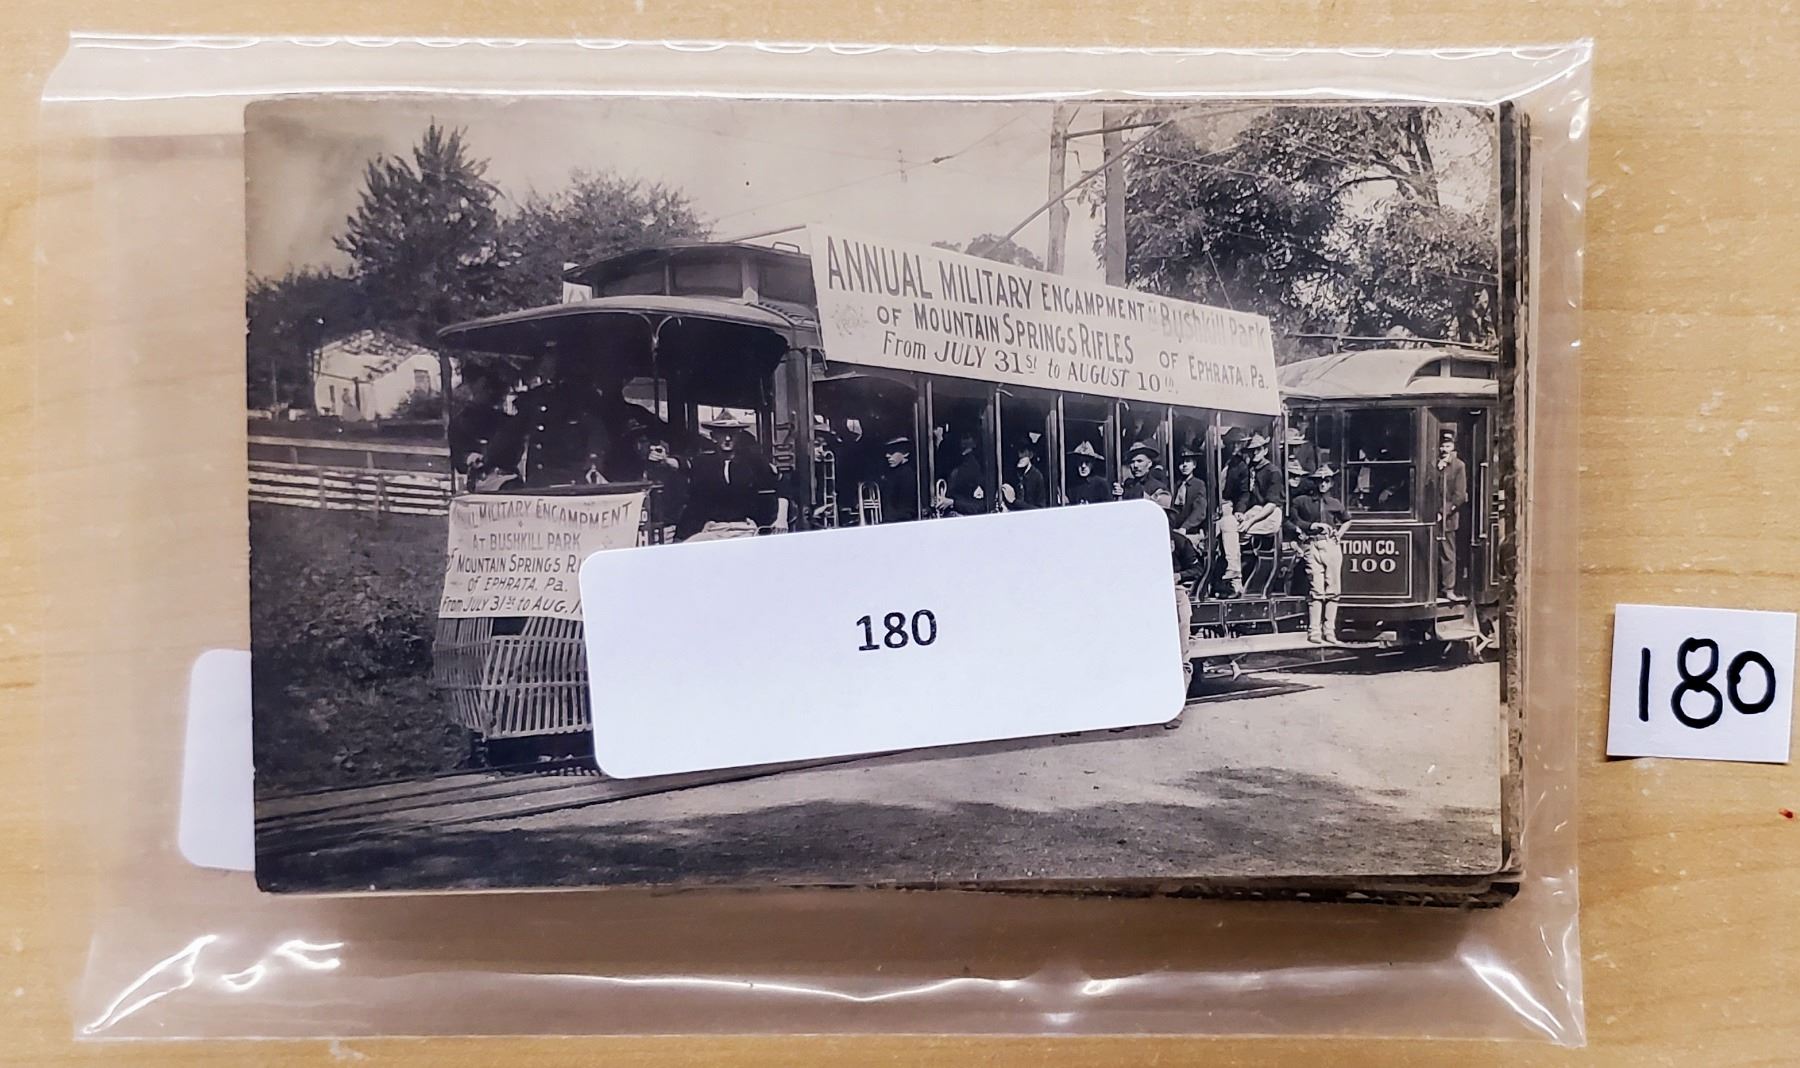 ANNUAL MILITARY ENCAMPMENT AT Bushkill Park
OF MOUNTAIN SPRINGS RIFLES OF EPHRATA, Pa.
From JULY 31st to AUGUST 10th
MILITARY ENCAMPMENT
AT BUSHKILL PARK
OF MOUNTAIN SPRINGS
OF EPHRATA, Pa.
From JULY 31st to AUG.
TION CO.
100
180
180